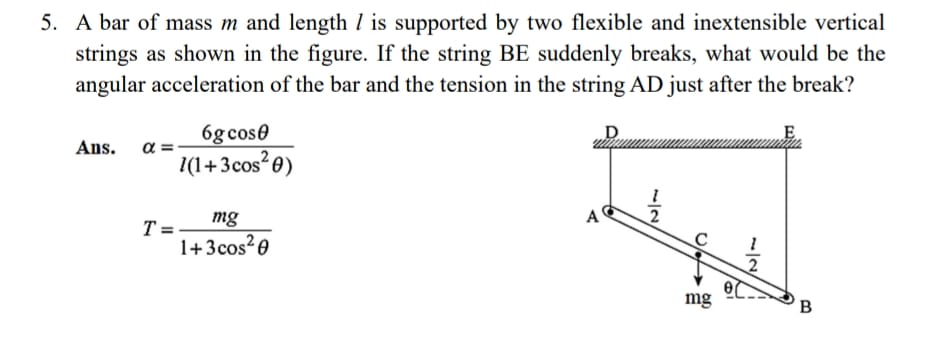 5. A bar of mass m and length l is supported by two flexible and inextensible vertical
strings as shown in the figure. If the string BE suddenly breaks, what would be the
angular acceleration of the bar and the tension in the string AD just after the break?
Ans. α = 6g cosθ / l(1+3cos²θ)
T = mg / 1+3cos²θ
D E
A l/2
C l/2
mg θ B